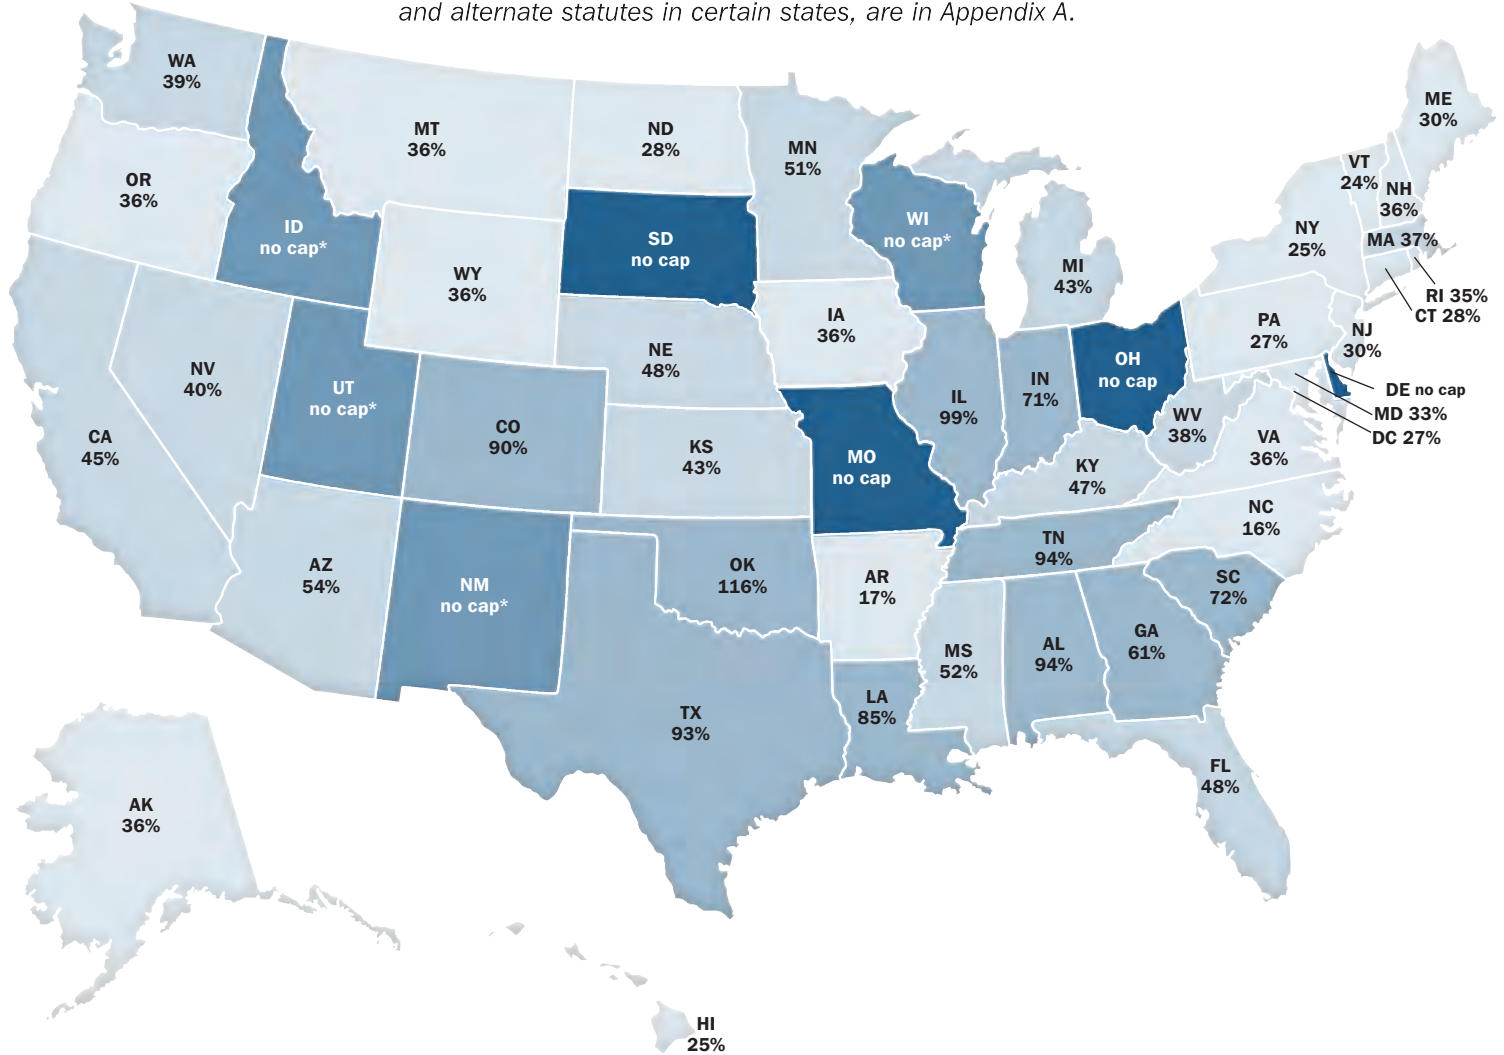 and alternate statutes in certain states, are in Appendix A.
WA
39%
OR
36%
MT
36%
ID
no cap*
ND
28%
MN
51%
SD
no cap
WI
no cap*
WY
36%
MI
43%
ME
30%
VT
24%
NH
36%
NY
25%
MA 37%
RI 35%
CT 28%
IA
36%
NE
48%
PA
27%
NJ
30%
NV
40%
UT
no cap*
CO
90%
IL
99%
IN
71%
OH
no cap
DE no cap
MD 33%
DC 27%
WV
38%
VA
36%
CA
45%
KS
43%
MO
no cap
KY
47%
NC
16%
TN
94%
AZ
54%
NM
no cap*
OK
116%
AR
17%
SC
72%
MS
52%
AL
94%
GA
61%
TX
93%
LA
85%
FL
48%
AK
36%
HI
25%